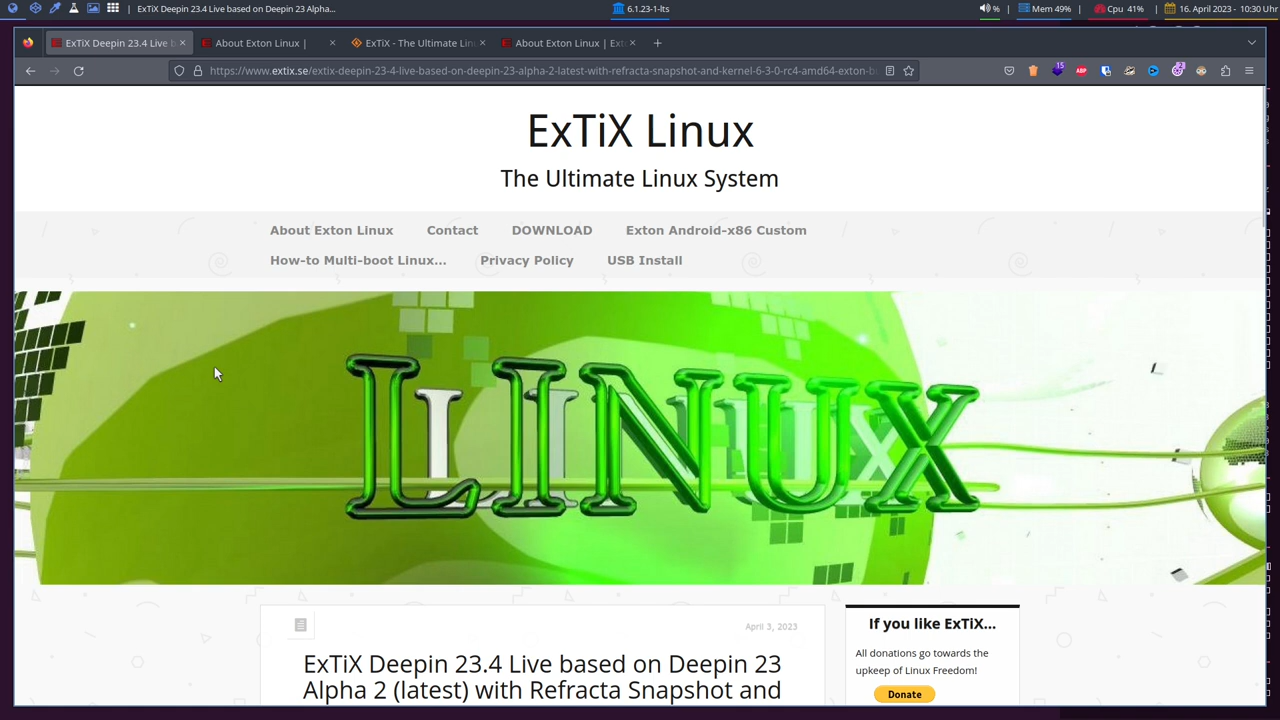 ExTiX Deepin 23.4 Live based on Deepin 23 Alpha...
6.1.23-1-lts
%
Mem 49%
Cpu 41%
16. April 2023 - 10:30 Uhr
ExTiX Deepin 23.4 Live b
About Exton Linux |
ExTiX - The Ultimate Lin
About Exton Linux | Ext
https://www.extix.se/extix-deepin-23-4-live-based-on-deepin-23-alpha-2-latest-with-refracta-snapshot-and-kernel-6-3-0-rc4-amd64-exton-b
15
ABP
2
ExTiX Linux
The Ultimate Linux System
About Exton Linux
Contact
DOWNLOAD
Exton Android-x86 Custom
How-to Multi-boot Linux...
Privacy Policy
USB Install
LINUX
April 3, 2023
ExTiX Deepin 23.4 Live based on Deepin 23
Alpha 2 (latest) with Refracta Snapshot and
If you like ExTiX...
All donations go towards the
upkeep of Linux Freedom!
Donate